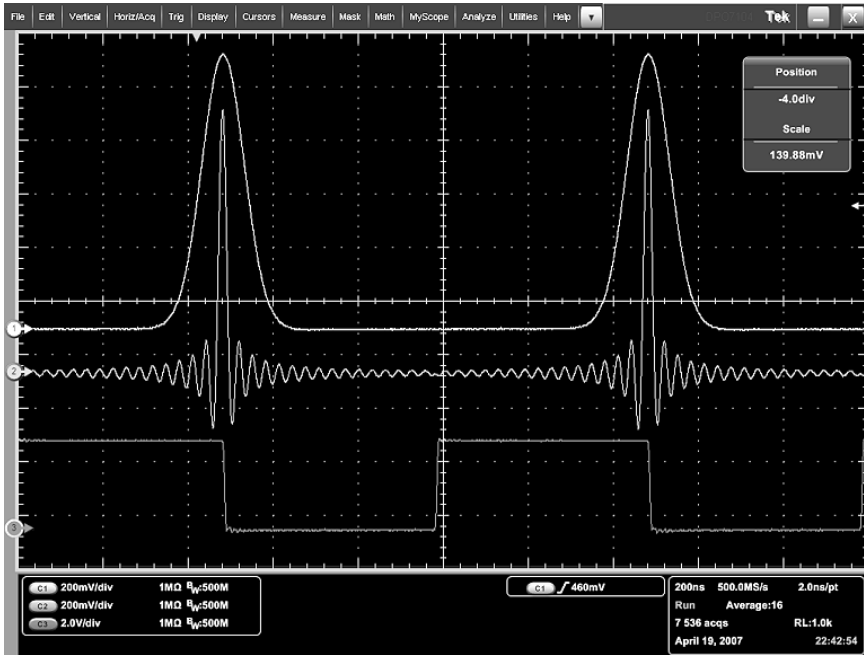 File Edit Vertical Horiz/Acq Trig Display Cursors Measure Mask Math MyScope Analyze Utilities Help Tek X
Position
-4.0div
Scale
139.88mV
1
2
3
C1 200mV/div 1MΩ BW:500M
C2 200mV/div 1MΩ BW:500M
C3 2.0V/div 1MΩ BW:500M
C1 460mV
200ns 500.0MS/s 2.0ns/pt
Run Average:16
7 536 acqs RL:1.0k
April 19, 2007 22:42:54